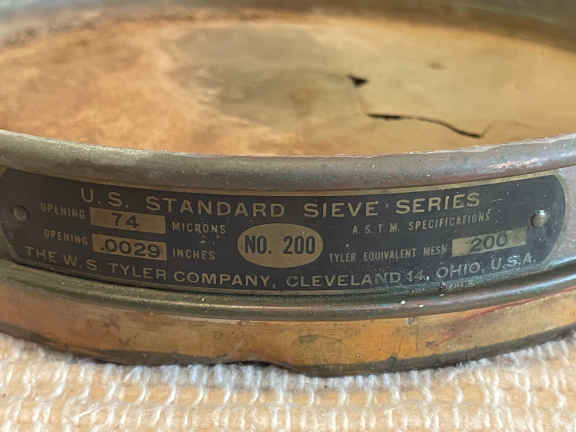 U.S. STANDARD SIEVE SERIES
OPENING 74 MICRONS
A.S.T.M. SPECIFICATIONS
OPENING .0029 INCHES
NO. 200
TYLER EQUIVALENT MESH 200
THE W.S. TYLER COMPANY, CLEVELAND 14, OHIO, U.S.A.